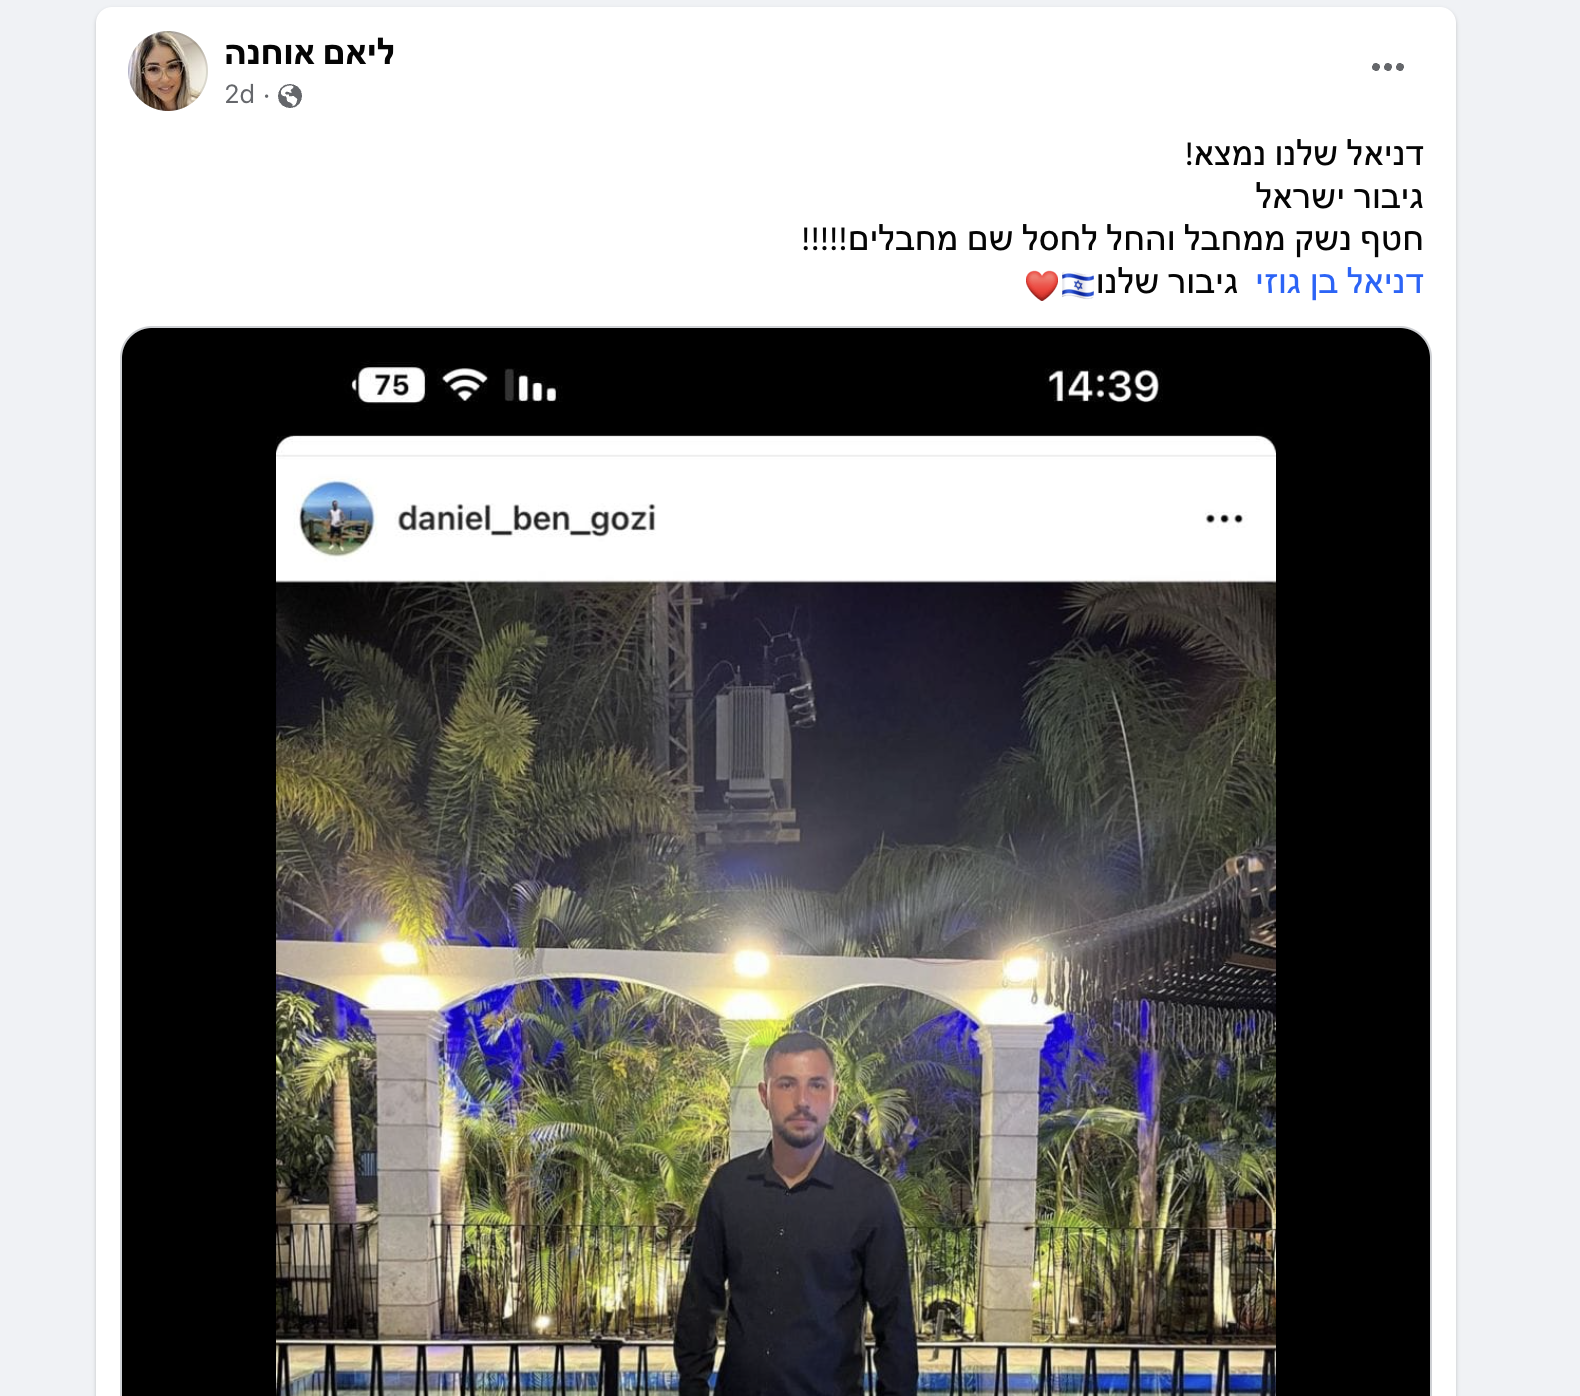 ליאם אוחנה
2d ·
דניאל שלנו נמצא!
גיבור ישראל
חטף נשק ממחבל והחל לחסל שם מחבלים!!!!!
דניאל בן גוזי גיבור שלנו🇮🇱♥️
75 14:39
daniel_ben_gozi